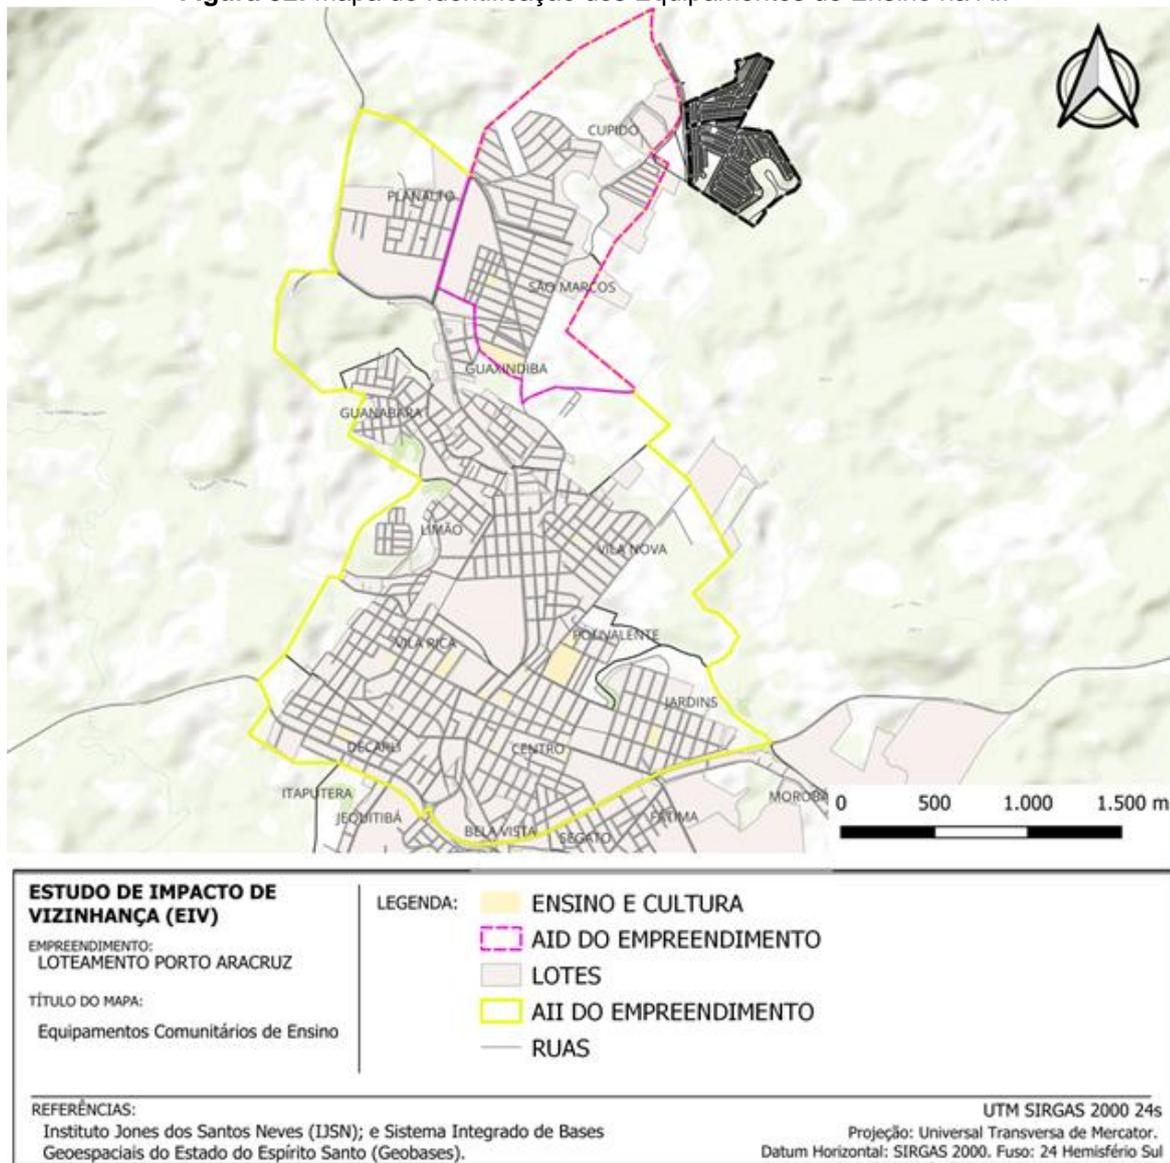 CUPIDO
PLANALTO
SÃO MARCOS
GUAXINDIBA
GUANABARA
LIMÃO
VILA NOVA
VILA RICA
POLIVALENTE
JARDINS
DECARLI
CENTRO
ITAPUTERA
MOROBÁ
JEQUITIBÁ
FÁTIMA
BELA VISTA
SEGATO
0 500 1.000 1.500 m
ESTUDO DE IMPACTO DE
VIZINHANÇA (EIV)
EMPREENDIMENTO:
LOTEAMENTO PORTO ARACRUZ
TÍTULO DO MAPA:
Equipamentos Comunitários de Ensino
LEGENDA:
ENSINO E CULTURA
AID DO EMPREENDIMENTO
LOTES
AII DO EMPREENDIMENTO
RUAS
REFERÊNCIAS:
Instituto Jones dos Santos Neves (IJSN); e Sistema Integrado de Bases
Geoespaciais do Estado do Espírito Santo (Geobases).
UTM SIRGAS 2000 24s
Projeção: Universal Transversa de Mercator.
Datum Horizontal: SIRGAS 2000. Fuso: 24 Hemisfério Sul